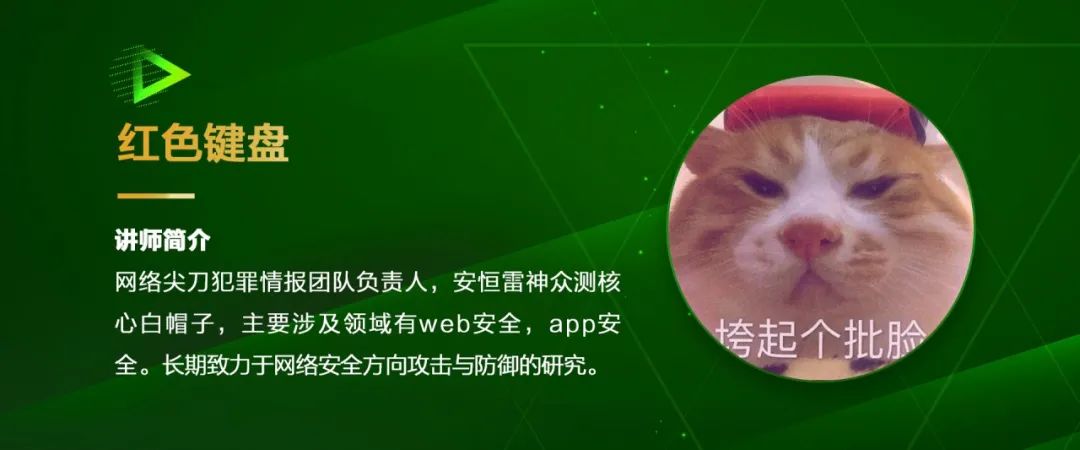 红色键盘
讲师简介
网络尖刀犯罪情报团队负责人，安恒雷神众测核
心白帽子，主要涉及领域有web安全，app安
全。长期致力于网络安全方向攻击与防御的研究。
垮起个批脸